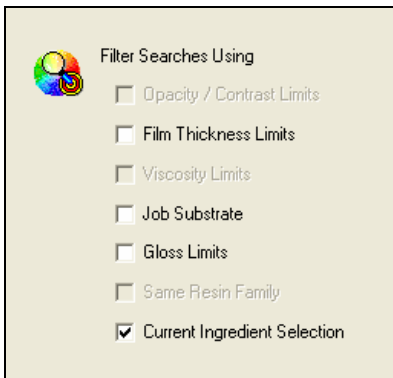 Filter Searches Using
Opacity / Contrast Limits
Film Thickness Limits
Viscosity Limits
Job Substrate
Gloss Limits
Same Resin Family
Current Ingredient Selection